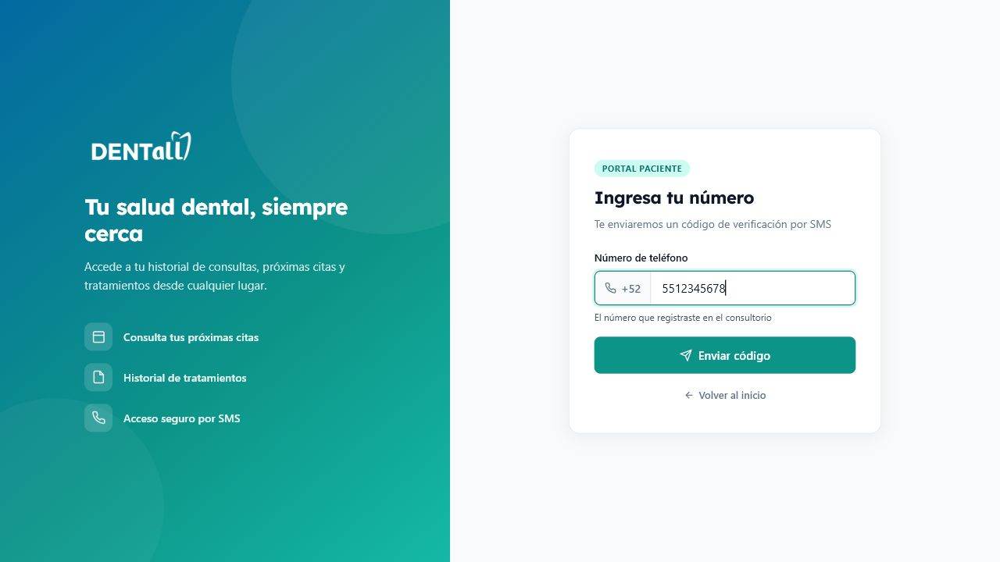 DENTall
Tu salud dental, siempre
cerca
Accede a tu historial de consultas, próximas citas y
tratamientos desde cualquier lugar.
Consulta tus próximas citas
Historial de tratamientos
Acceso seguro por SMS
PORTAL PACIENTE
Ingresa tu número
Te enviaremos un código de verificación por SMS
Número de teléfono
+52 5512345678
El número que registraste en el consultorio
Enviar código
Volver al inicio